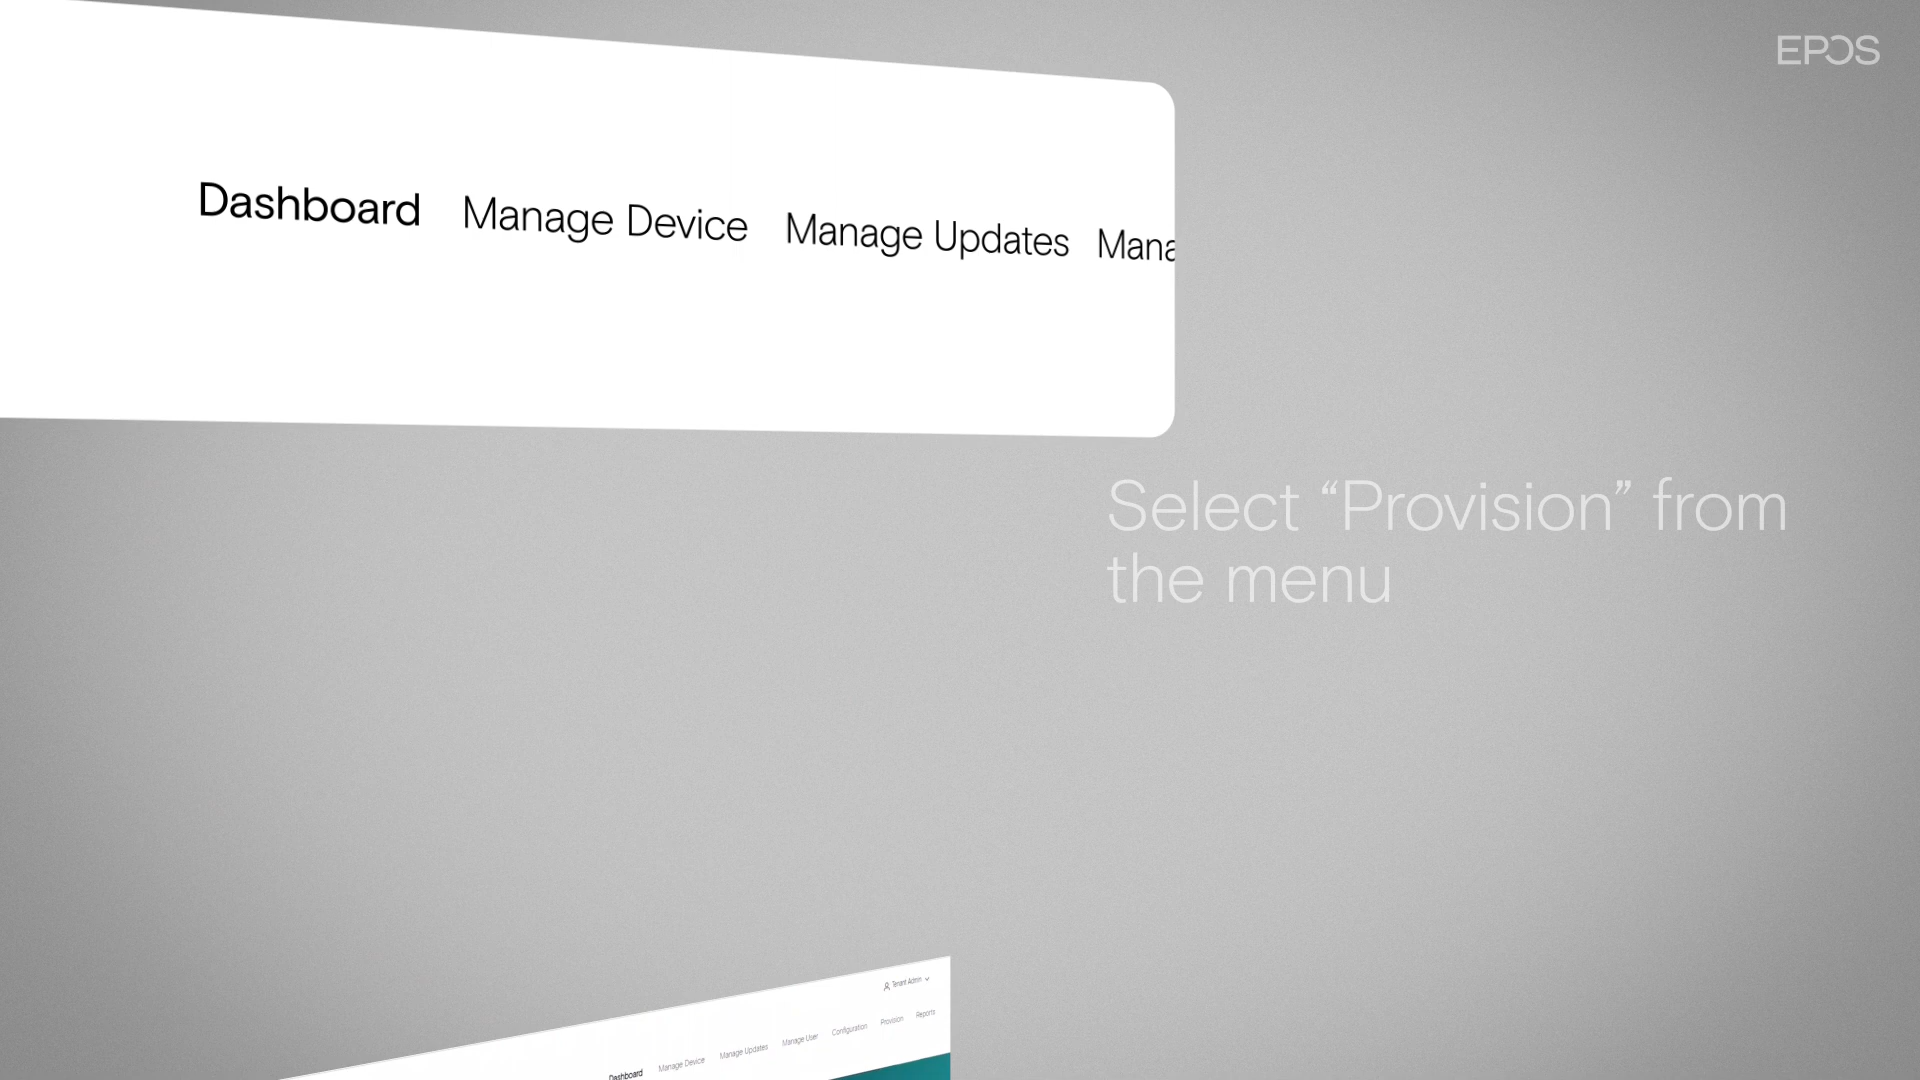 EPOS
Dashboard Manage Device Manage Updates Mana
Select “Provision” from
the menu
Tenant Admin
Dashboard Manage Device Manage Updates Manage User Configuration Provision Reports